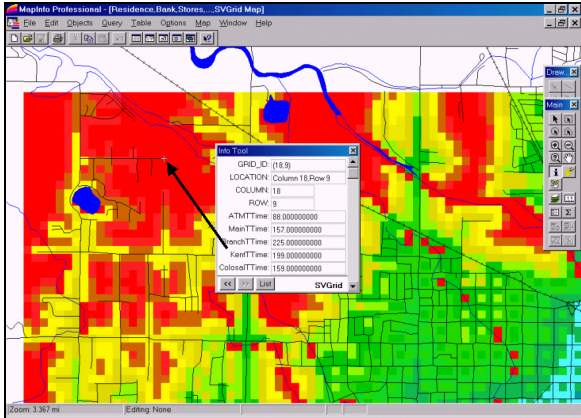 MapInfo Professional - [Residence,Bank,Stores,...,SVGrid Map]
File Edit Objects Query Table Options Map Window Help
Draw...
Main
Info Tool
GRID_ID: (18,9)
LOCATION: Column 18,Row 9
COLUMN: 18
ROW: 9
ATMTTime: 88.000000000
MainTTime: 157.000000000
BranchTTime: 225.000000000
KentTTime: 199.000000000
ColosalTTime: 159.000000000
<< >> List SVGrid
Zoom: 3.367 mi Editing: None